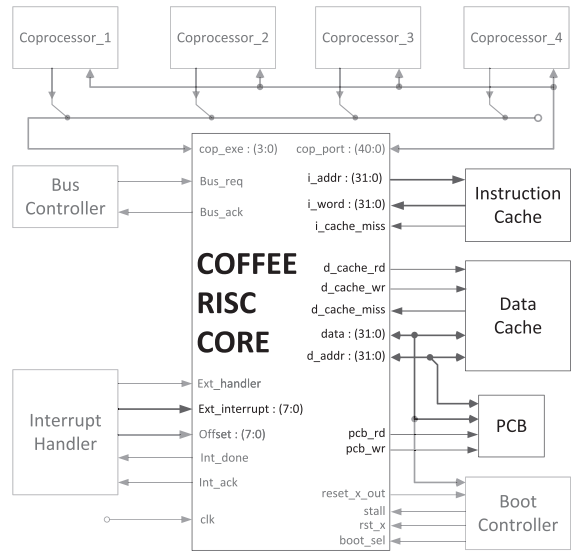 Coprocessor_1
Coprocessor_2
Coprocessor_3
Coprocessor_4
cop_exe : (3:0)
cop_port : (40:0)
Bus
Controller
Bus_req
Bus_ack
i_addr : (31:0)
i_word : (31:0)
i_cache_miss
Instruction
Cache
COFFEE
RISC
CORE
d_cache_rd
d_cache_wr
d_cache_miss
data : (31:0)
d_addr : (31:0)
Data
Cache
Interrupt
Handler
Ext_handler
Ext_interrupt : (7:0)
Offset : (7:0)
Int_done
Int_ack
clk
pcb_rd
pcb_wr
PCB
reset_x_out
stall
rst_x
boot_sel
Boot
Controller